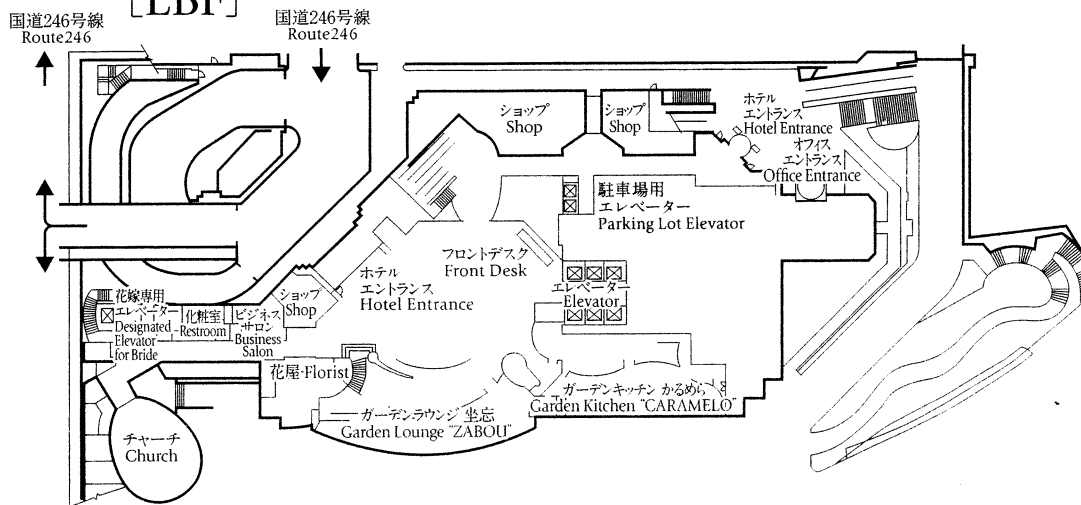 [LBF]
国道246号線
Route246
国道246号線
Route246
ショップ
Shop
ショップ
Shop
ホテル
エントランス
Hotel Entrance
オフィス
エントランス
Office Entrance
駐車場用
エレベーター
Parking Lot Elevator
フロントデスク
Front Desk
ホテル
エントランス
Hotel Entrance
エレベーター
Elevator
花嫁専用
エレベーター
Designated
Elevator
for Bride
化粧室
Restroom
ビジネス
サロン
Business
Salon
ショップ
Shop
花屋・Florist
ガーデンラウンジ 坐忘
Garden Lounge "ZABOU"
ガーデンキッチン かるめら
Garden Kitchen "CARAMELO"
チャーチ
Church